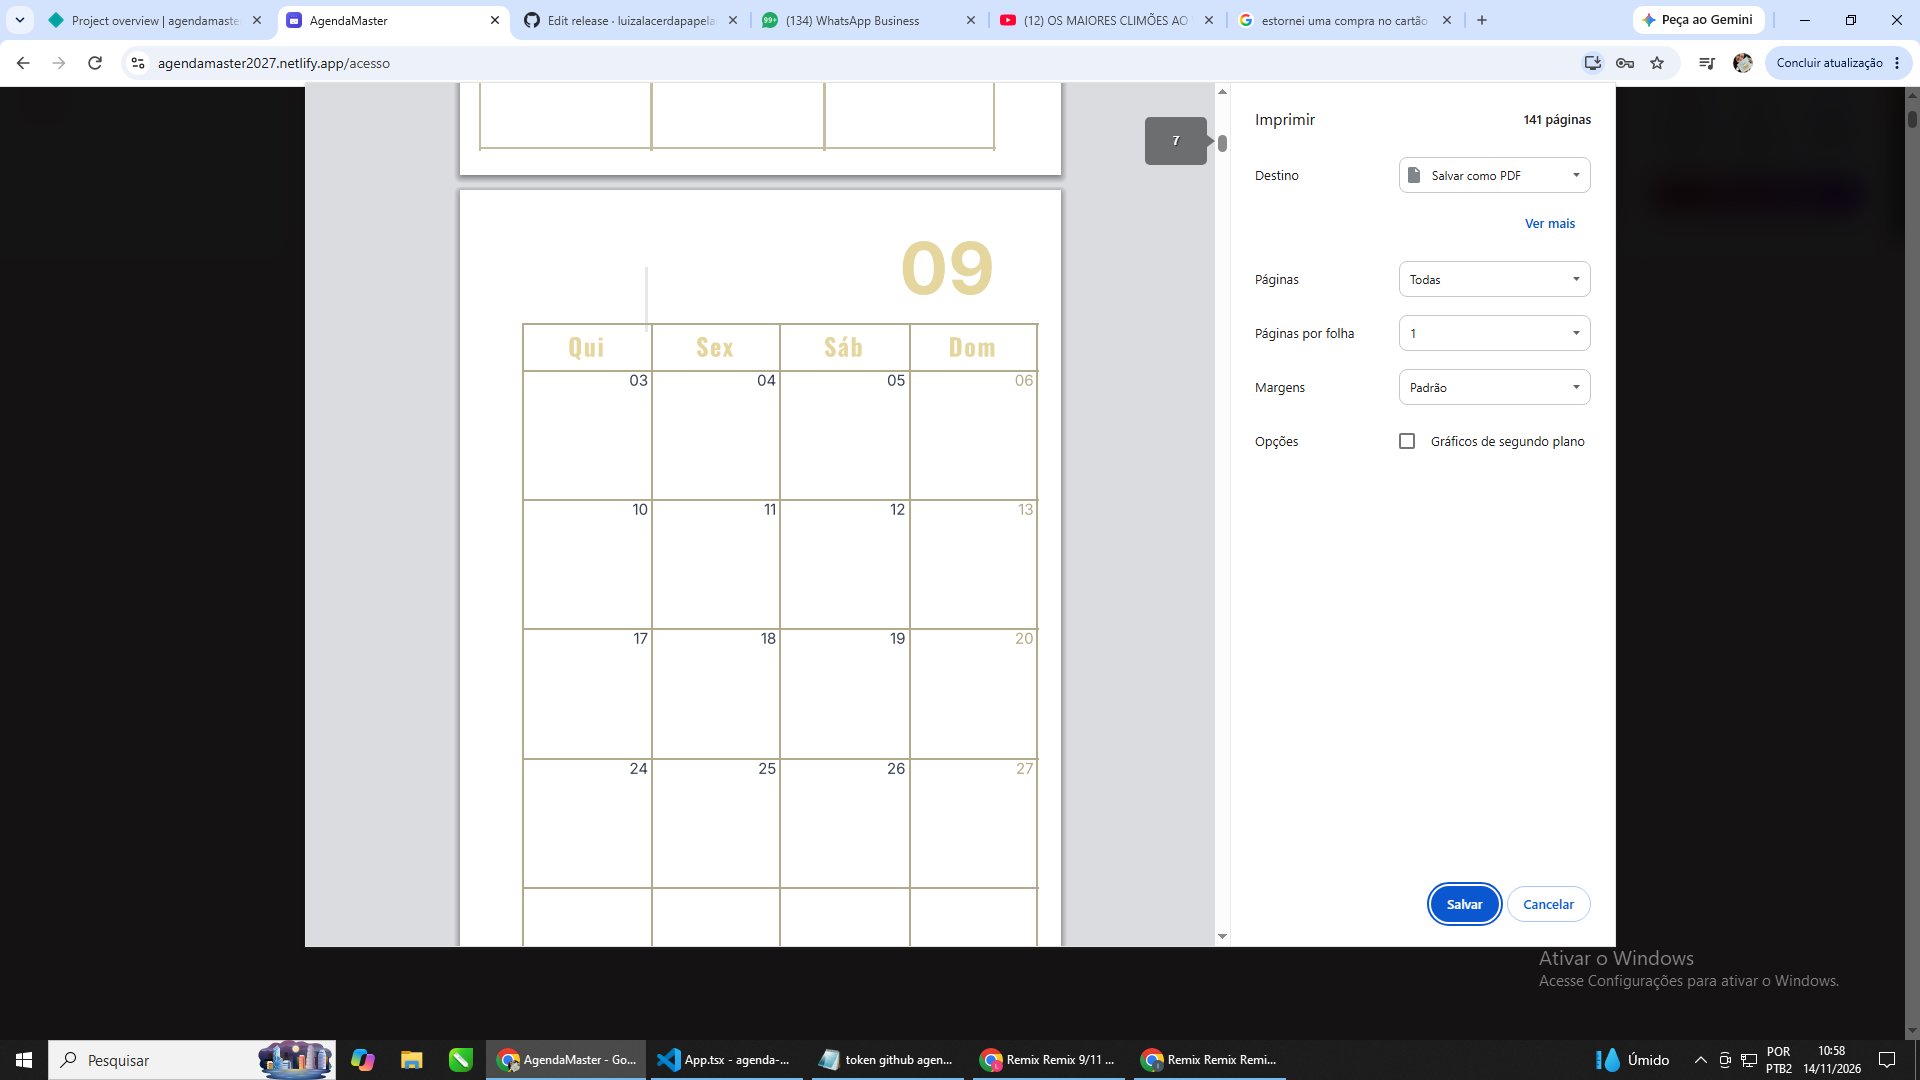 Project overview | agendamaste
AgendaMaster
Edit release · luizalacerdapapela
99+
(134) WhatsApp Business
(12) OS MAIORES CLIMÕES AO
estornei uma compra no cartão
Peça ao Gemini
agendamaster2027.netlify.app/acesso
Concluir atualização
7
Imprimir
141 páginas
Destino
Salvar como PDF
Ver mais
Páginas
Todas
Páginas por folha
1
Margens
Padrão
Opções
Gráficos de segundo plano
09
Qui Sex Sáb Dom
03 04 05 06
10 11 12 13
17 18 19 20
24 25 26 27
Salvar
Cancelar
Ativar o Windows
Acesse Configurações para ativar o Windows.
Pesquisar
AgendaMaster - Go...
App.tsx - agenda-...
token github agen...
Remix Remix 9/11 ...
Remix Remix Remi...
Úmido
POR
PTB2
10:58
14/11/2026